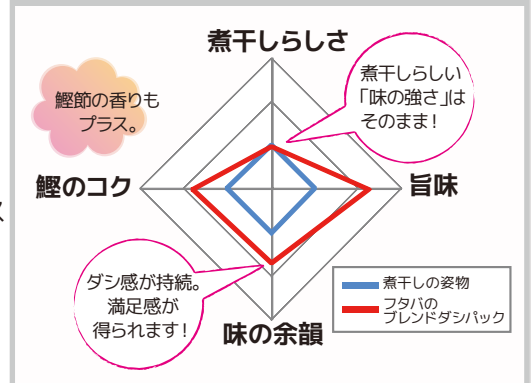 煮干しらしさ
鰹節の香りも
プラス。
煮干しらしい
「味の強さ」は
そのまま！
鰹のコク
旨味
ダシ感が持続。
満足感が
得られます！
味の余韻
煮干しの姿物
フタバの
ブレンドダシパック